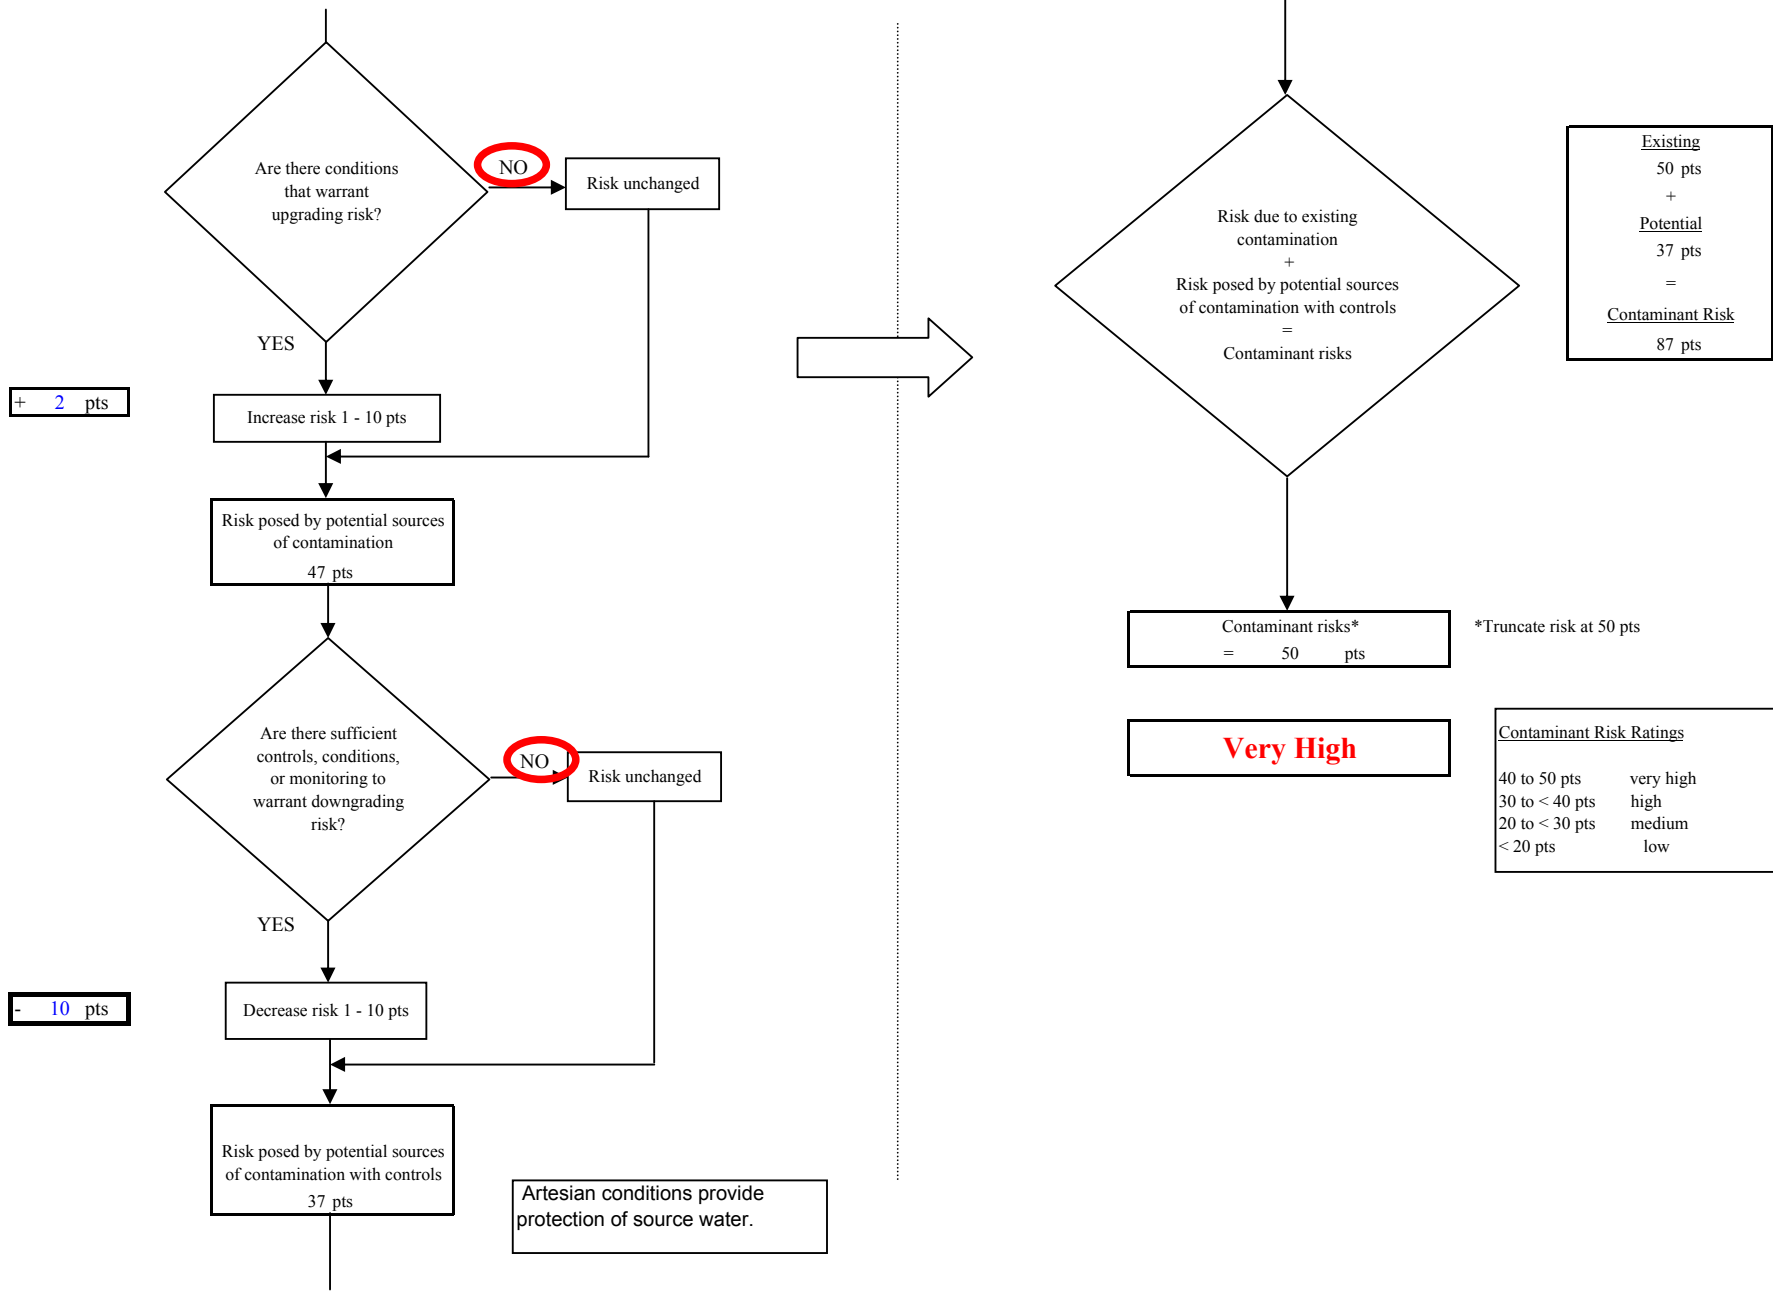 Are there conditions
that warrant
upgrading risk?
NO
Risk unchanged
YES
+ 2 pts
Increase risk 1 - 10 pts
Risk posed by potential sources
of contamination
47 pts
Are there sufficient
controls, conditions,
or monitoring to
warrant downgrading
risk?
NO
Risk unchanged
YES
- 10 pts
Decrease risk 1 - 10 pts
Risk posed by potential sources
of contamination with controls
37 pts
Artesian conditions provide
protection of source water.
Risk due to existing
contamination
+
Risk posed by potential sources
of contamination with controls
=
Contaminant risks
Existing
50 pts
+
Potential
37 pts
=
Contaminant Risk
87 pts
Contaminant risks*
= 50 pts
*Truncate risk at 50 pts
Very High
Contaminant Risk Ratings
40 to 50 pts very high
30 to < 40 pts high
20 to < 30 pts medium
< 20 pts low